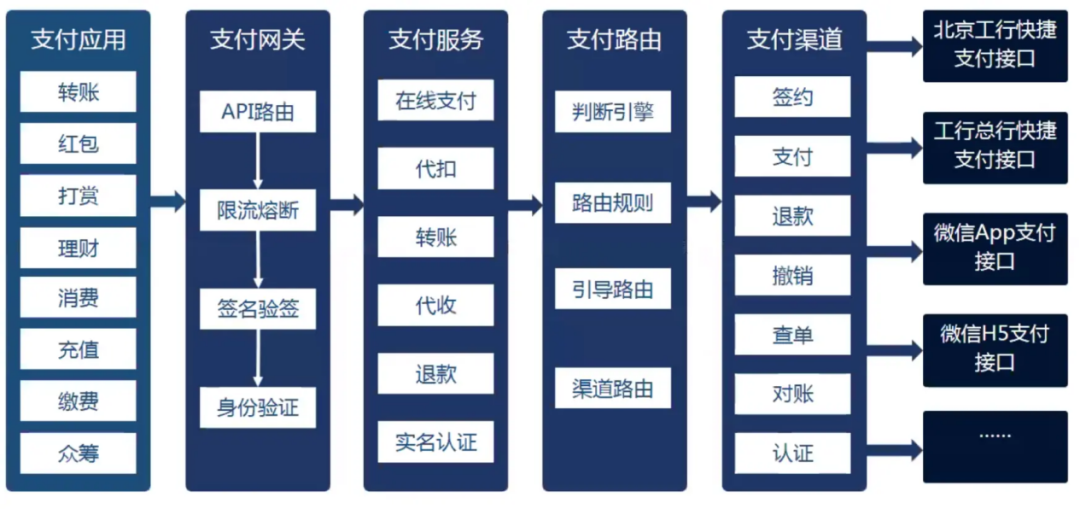 支付应用
转账
红包
打赏
理财
消费
充值
缴费
众筹
支付网关
API路由
限流熔断
签名验签
身份验证
支付服务
在线支付
代扣
转账
代收
退款
实名认证
支付路由
判断引擎
路由规则
引导路由
渠道路由
支付渠道
签约
支付
退款
撤销
查单
对账
认证
北京工行快捷
支付接口
工行总行快捷
支付接口
微信App支付
接口
微信H5支付
接口
……